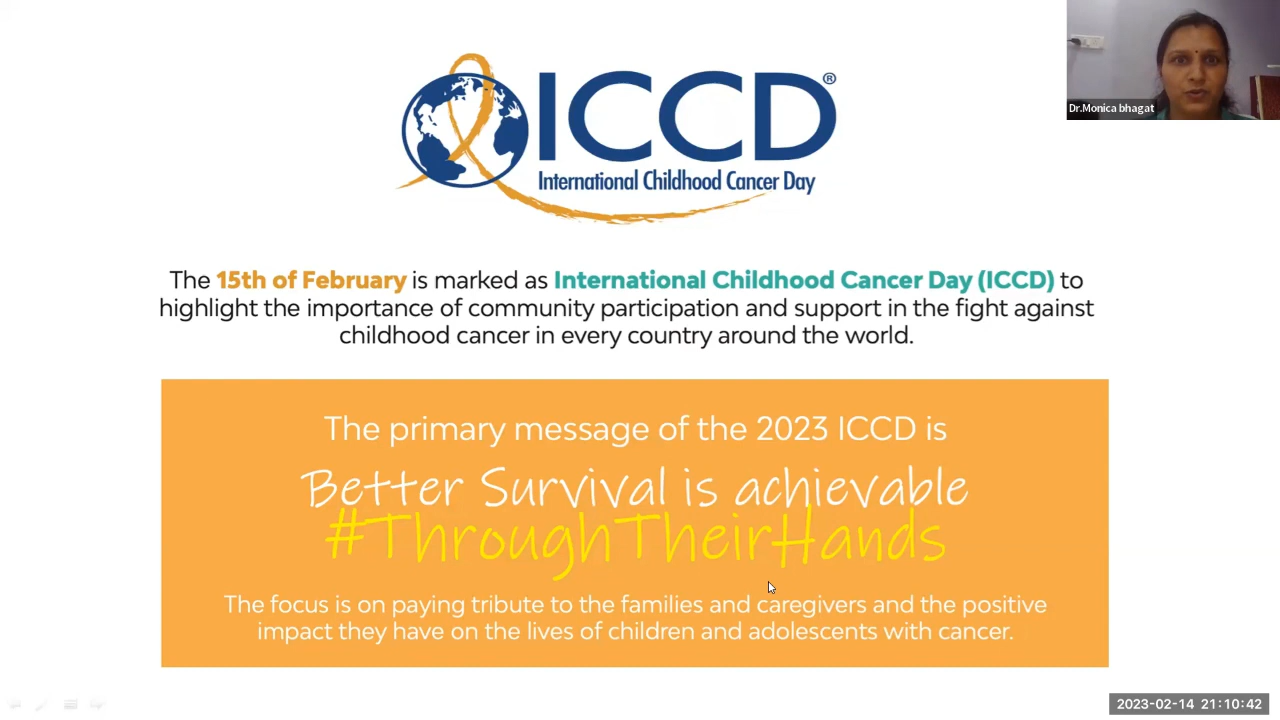 ICCD®
International Childhood Cancer Day
Dr.Monica bhagat
The 15th of February is marked as International Childhood Cancer Day (ICCD) to
highlight the importance of community participation and support in the fight against
childhood cancer in every country around the world.
The primary message of the 2023 ICCD is
Better Survival is achievable
#ThroughTheirHands
The focus is on paying tribute to the families and caregivers and the positive
impact they have on the lives of children and adolescents with cancer.
2023-02-14 21:10:42